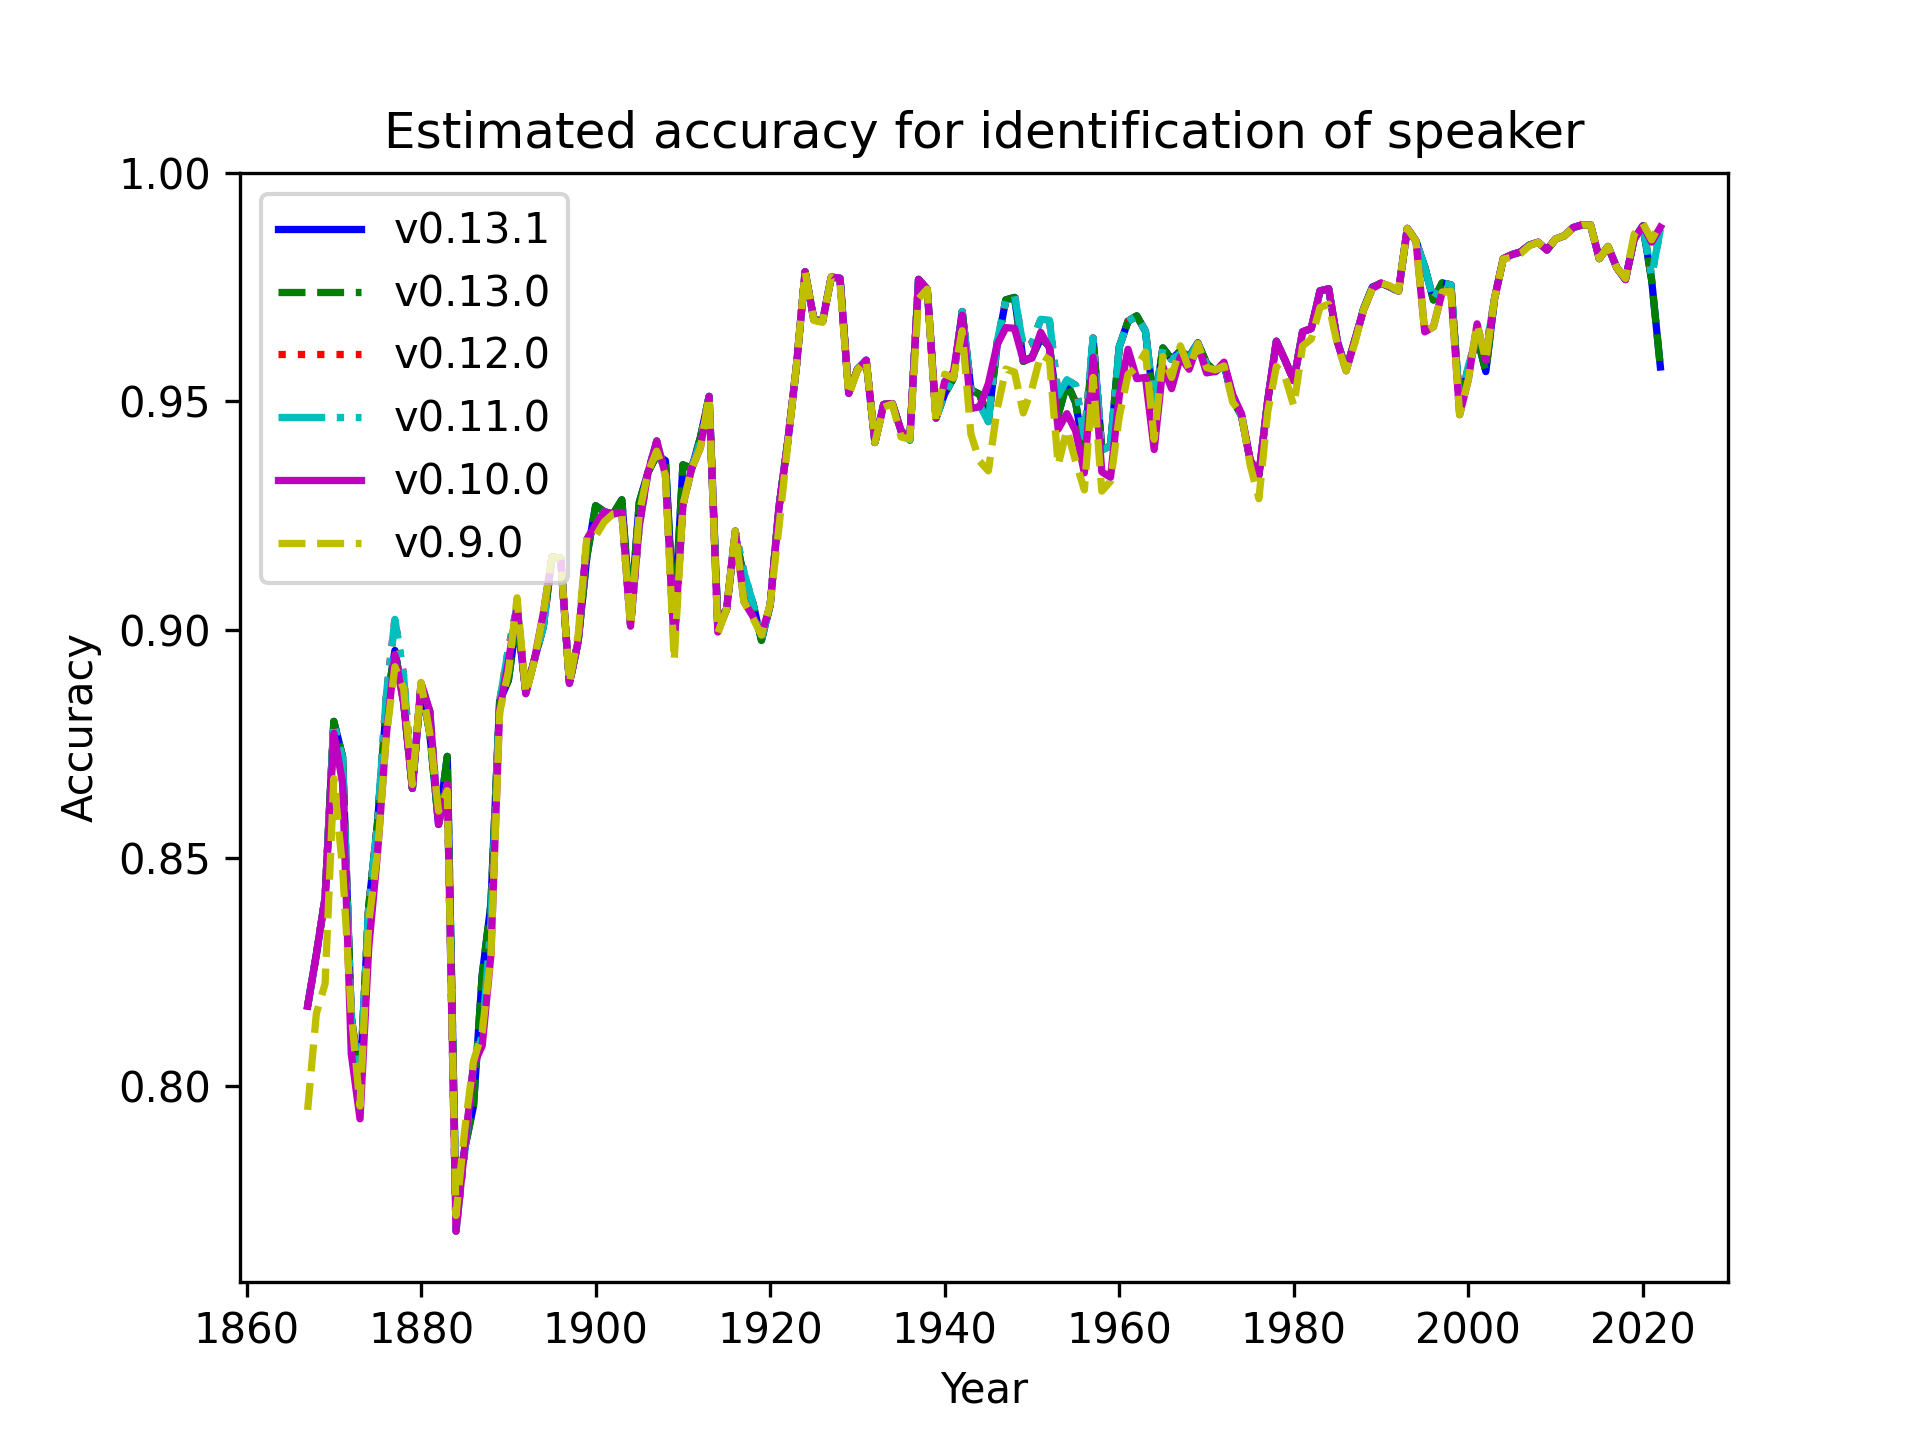 Estimated accuracy for identification of speaker
1.00
0.95
0.90
0.85
0.80
Accuracy
v0.13.1
v0.13.0
v0.12.0
v0.11.0
v0.10.0
v0.9.0
1860 1880 1900 1920 1940 1960 1980 2000 2020
Year